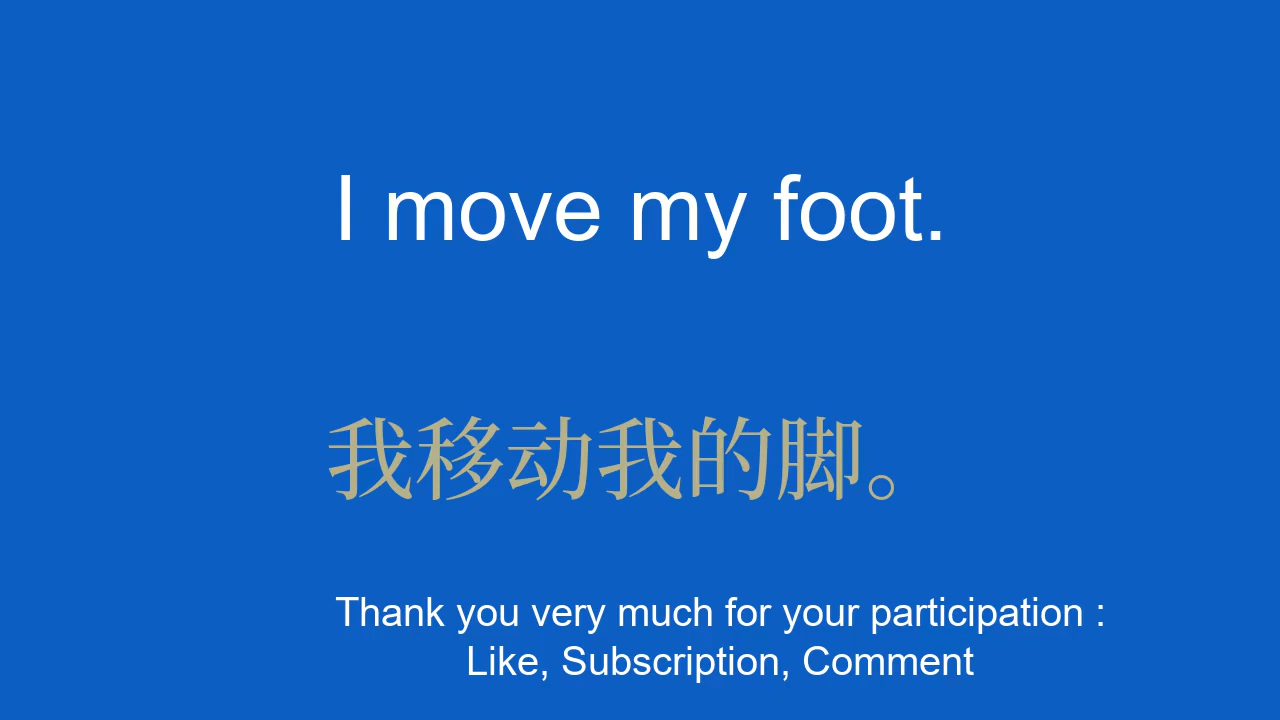 I move my foot.
我移动我的脚。
Thank you very much for your participation :
Like, Subscription, Comment